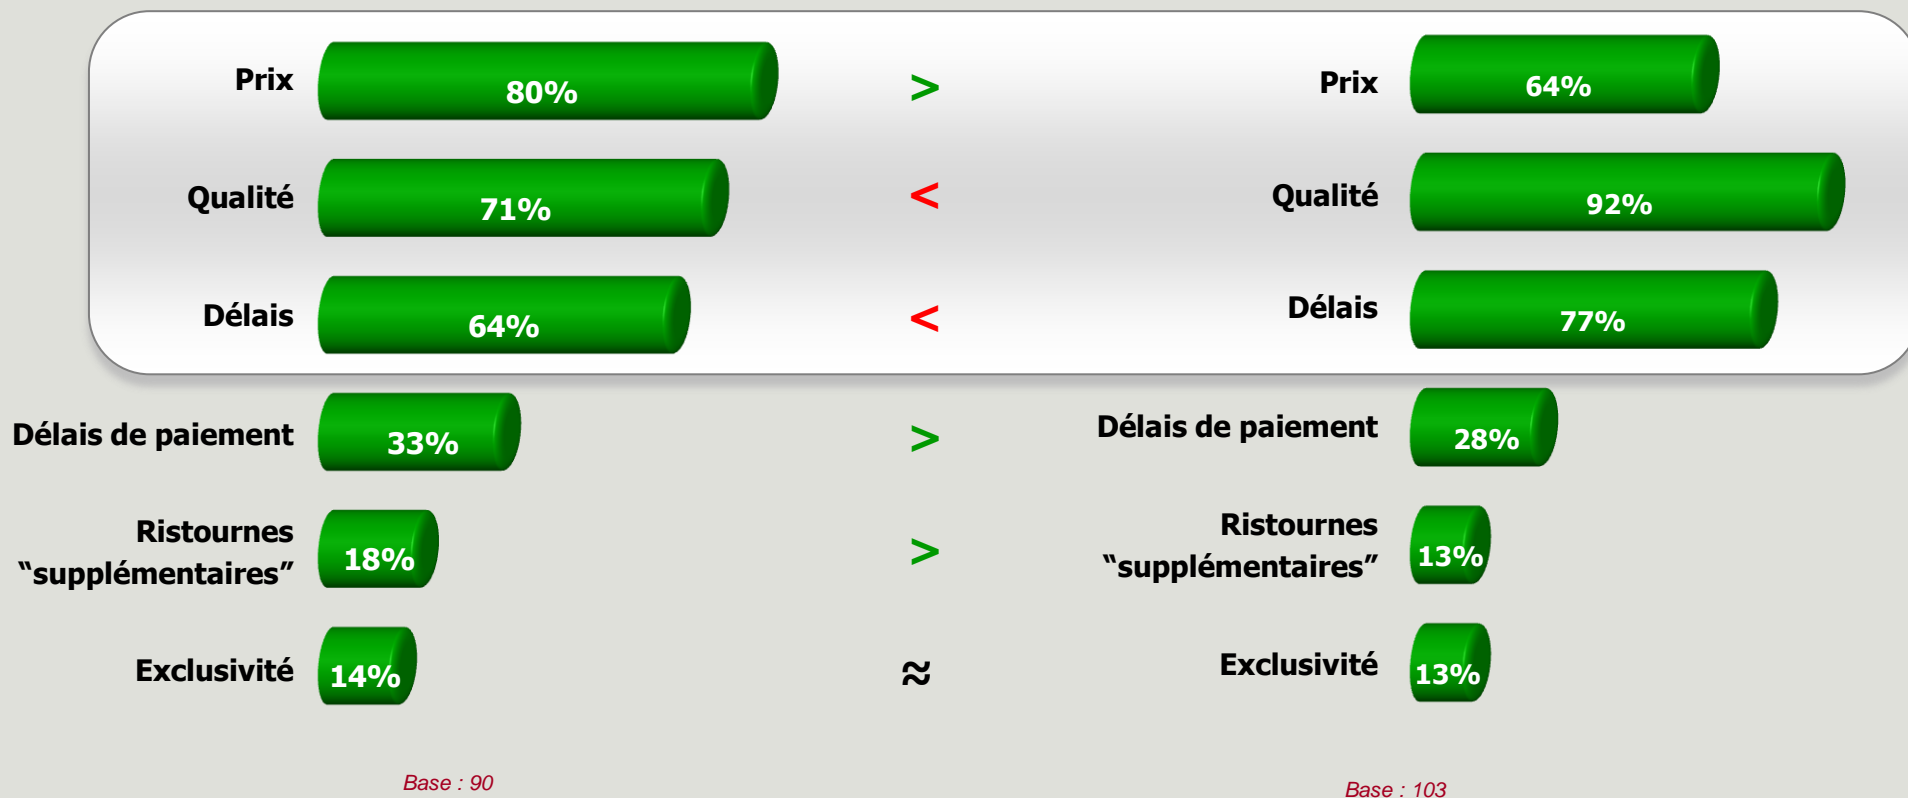 Prix 80% > Prix 64%
Qualité 71% < Qualité 92%
Délais 64% < Délais 77%
Délais de paiement 33% > Délais de paiement 28%
Ristournes
“supplémentaires” 18% > Ristournes
“supplémentaires” 13%
Exclusivité 14% ≈ Exclusivité 13%
Base : 90
Base : 103